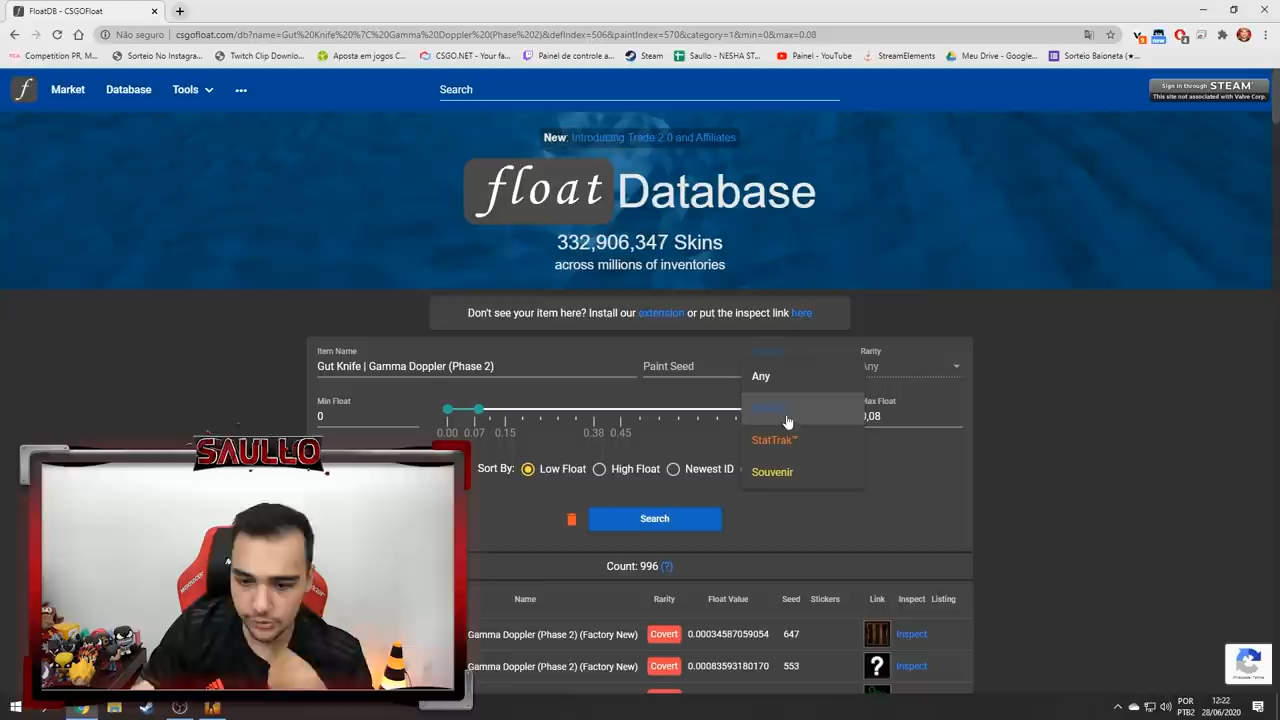 FloatDB - CSGOFloat
Não seguro | csgofloat.com/db?name=Gut%20Knife%20%7C%20Gamma%20Doppler%20(Phase%202)&defIndex=506&paintIndex=570&category=1&min=0&max=0.08
Competition PR, M... Sorteio No Instagra... Twitch Clip Downlo... Aposta em jogos C... CSGO.NET - Your fa... Painel de controle a... Steam Saullo - NESHA ST... Painel - YouTube StreamElements Meu Drive - Google... Sorteio Baioneta (★...
Market Database Tools ••• Search
Sign in through STEAM
This site not associated with Valve Corp.
New: Introducing Trade 2.0 and Affiliates
float Database
332,906,347 Skins
across millions of inventories
Don't see your item here? Install our extension or put the inspect link here
Item Name Rarity
Gut Knife | Gamma Doppler (Phase 2) Paint Seed Any Any
Min Float Max Float
0 0,08
0.00 0.07 0.15 0.38 0.45
StatTrak™
Souvenir
SAULLO
Sort By: Low Float High Float Newest ID
Search
Count: 996 (?)
Name Rarity Float Value Seed Stickers Link Inspect Listing
Gamma Doppler (Phase 2) (Factory New) Covert 0.00034587059054 647 Inspect
Gamma Doppler (Phase 2) (Factory New) Covert 0.00083593180170 553 ? Inspect
POR
PTB2
12:22
28/06/2020